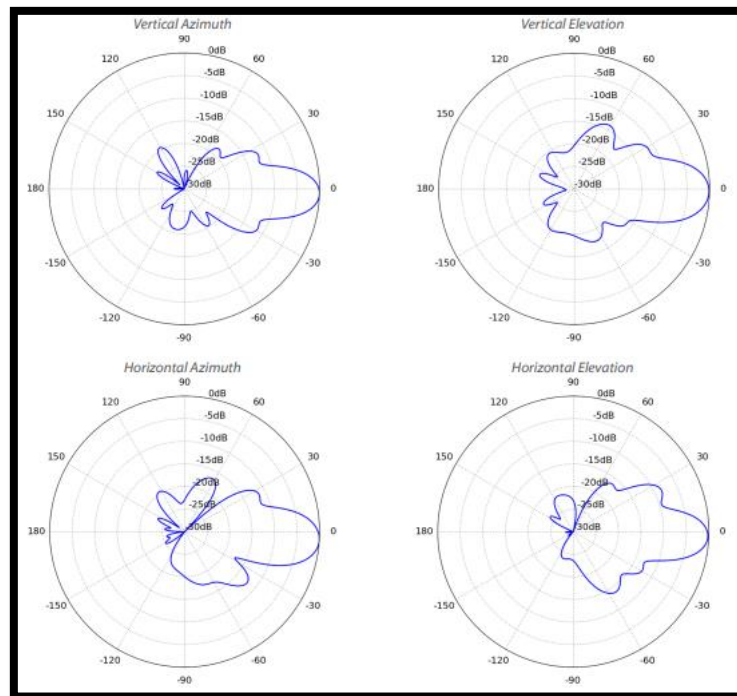 Vertical Azimuth
90
0dB
120
60
-5dB
-10dB
150
30
-15dB
-20dB
-25dB
180
-30dB
0
-150
-30
-120
-60
-90
Vertical Elevation
90
0dB
120
60
-5dB
-10dB
150
30
-15dB
-20dB
-25dB
180
-30dB
0
-150
-30
-120
-60
-90
Horizontal Azimuth
90
0dB
120
60
-5dB
-10dB
150
30
-15dB
-20dB
-25dB
180
-30dB
0
-150
-30
-120
-60
-90
Horizontal Elevation
90
0dB
120
60
-5dB
-10dB
150
30
-15dB
-20dB
-25dB
180
-30dB
0
-150
-30
-120
-60
-90